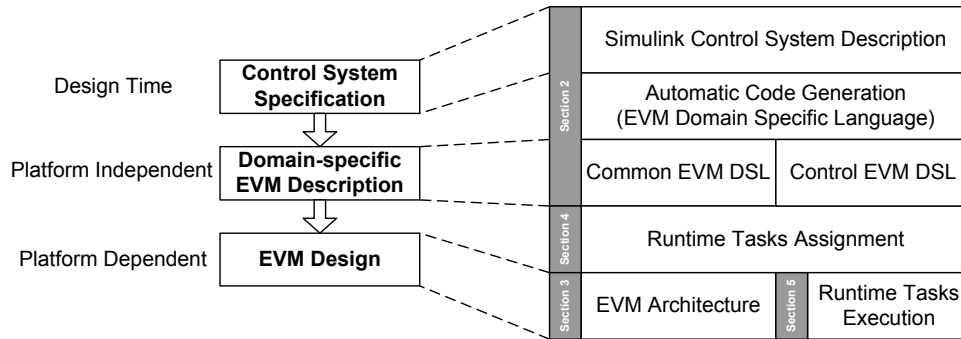 Design Time
Control System
Specification
Platform Independent
Domain-specific
EVM Description
Platform Dependent
EVM Design
Section 2
Simulink Control System Description
Automatic Code Generation
(EVM Domain Specific Language)
Common EVM DSL
Control EVM DSL
Section 4
Runtime Tasks Assignment
Section 3
EVM Architecture
Section 5
Runtime Tasks
Execution